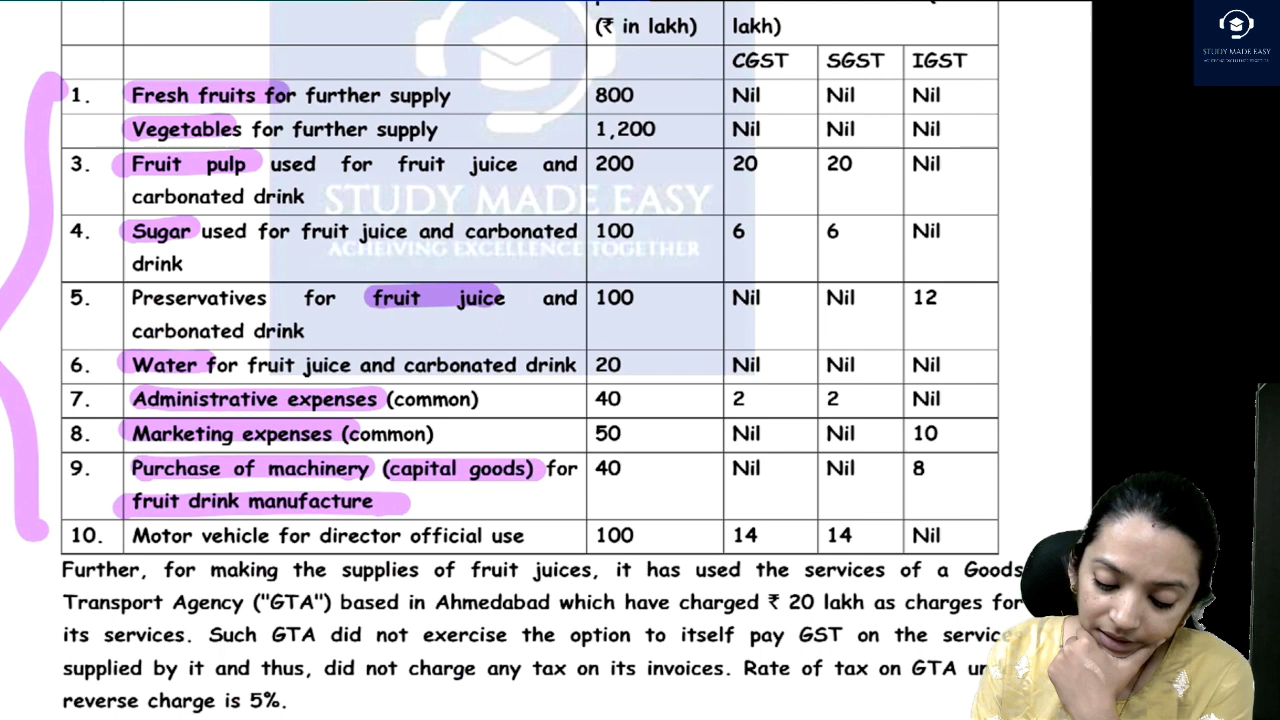 (₹ in lakh) lakh)
CGST SGST IGST
1. Fresh fruits for further supply 800 Nil Nil Nil
Vegetables for further supply 1,200 Nil Nil Nil
3. Fruit pulp used for fruit juice and 200 20 20 Nil
carbonated drink
4. Sugar used for fruit juice and carbonated 100 6 6 Nil
drink
5. Preservatives for fruit juice and 100 Nil Nil 12
carbonated drink
6. Water for fruit juice and carbonated drink 20 Nil Nil Nil
7. Administrative expenses (common) 40 2 2 Nil
8. Marketing expenses (common) 50 Nil Nil 10
9. Purchase of machinery (capital goods) for 40 Nil Nil 8
fruit drink manufacture
10. Motor vehicle for director official use 100 14 14 Nil
Further, for making the supplies of fruit juices, it has used the services of a Goods
Transport Agency ("GTA") based in Ahmedabad which have charged ₹ 20 lakh as charges for
its services. Such GTA did not exercise the option to itself pay GST on the service
supplied by it and thus, did not charge any tax on its invoices. Rate of tax on GTA
reverse charge is 5%.
STUDY MADE EASY
ACHEIVING EXCELLENCE TOGETHER
STUDY MADE EASY